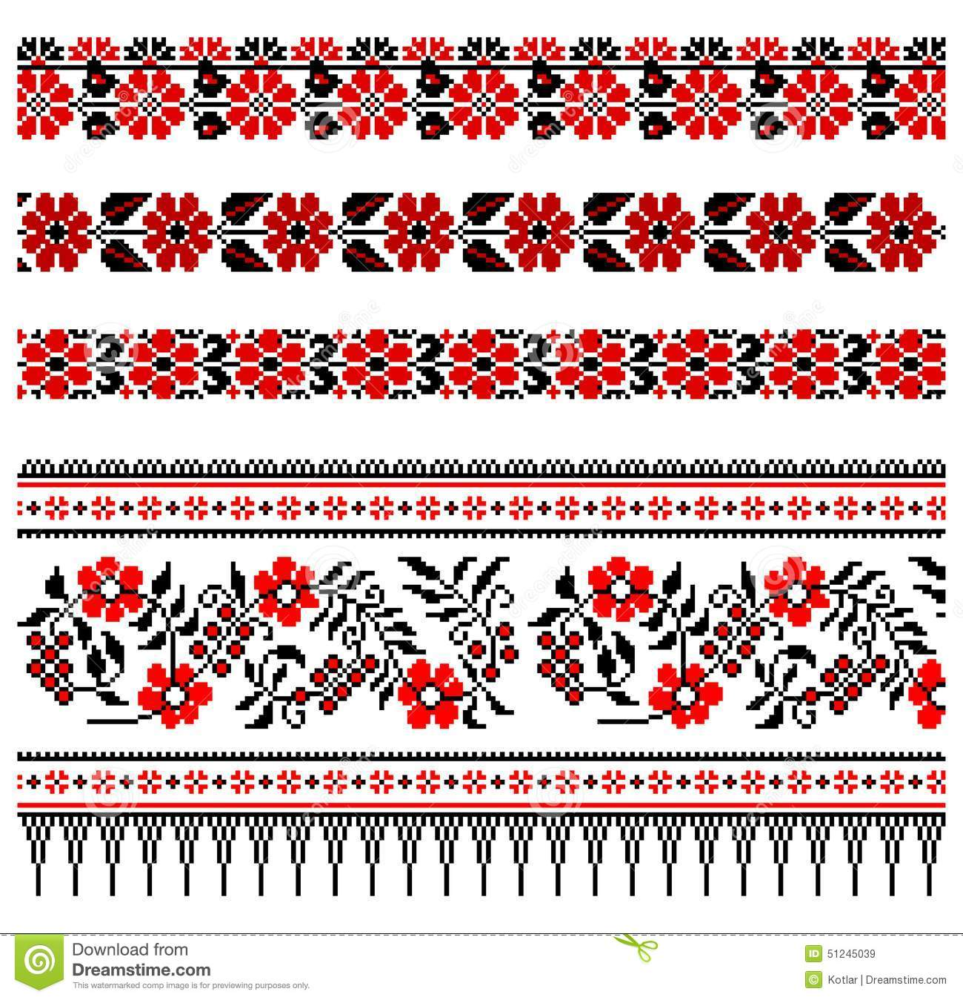 Download from
Dreamstime.com
This watermarked comp image is for previewing purposes only.
ID 51245039
© Kotlar | Dreamstime.com